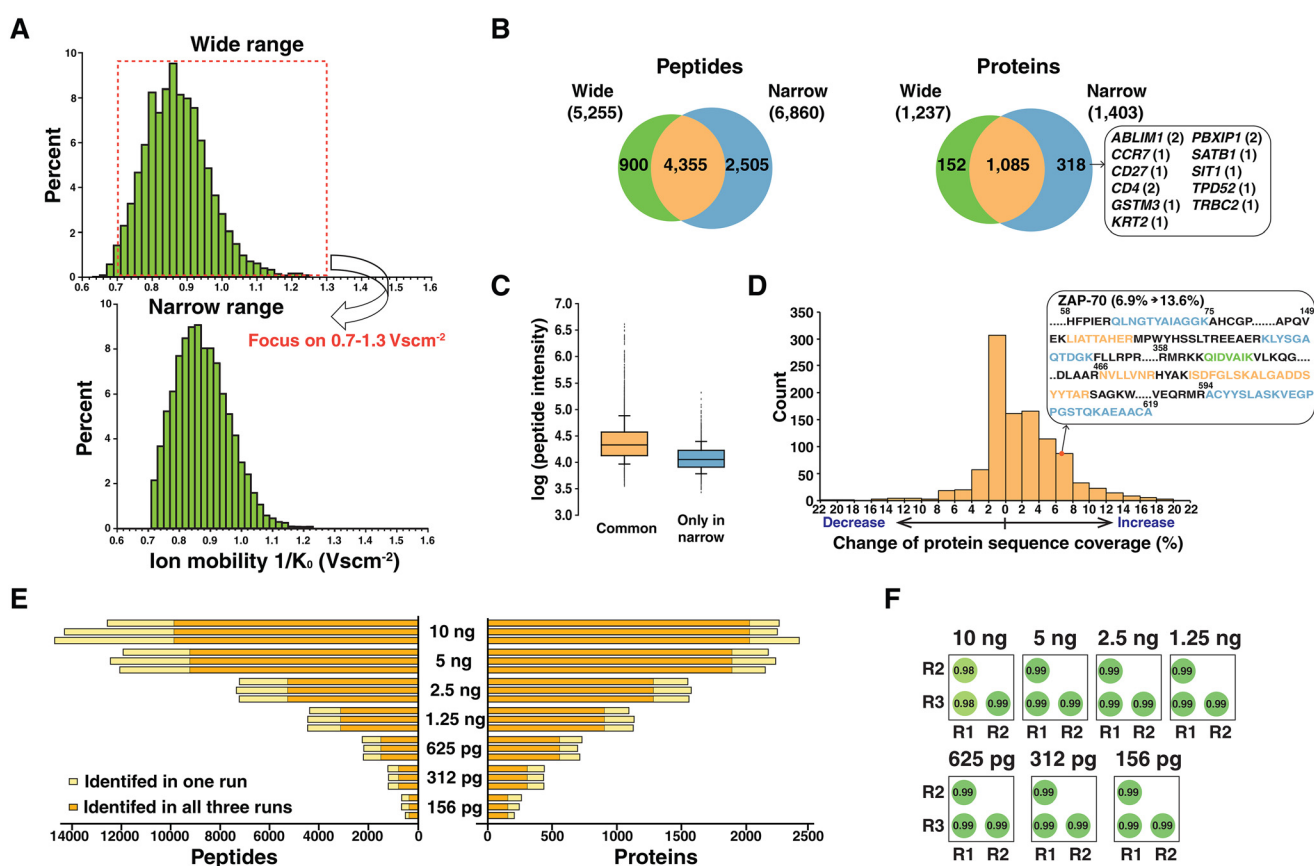 A
Wide range
10
8
6
4
2
0
Percent
0.6 0.7 0.8 0.9 1.0 1.1 1.2 1.3 1.4 1.5 1.6
Narrow range
Focus on 0.7-1.3 Vscm-2
10
8
6
4
2
0
Percent
0.6 0.7 0.8 0.9 1.0 1.1 1.2 1.3 1.4 1.5 1.6
Ion mobility 1/K0 (Vscm-2)
B
Peptides
Wide
(5,255)
Narrow
(6,860)
900 4,355 2,505
Proteins
Wide
(1,237)
Narrow
(1,403)
152 1,085 318
ABLIM1 (2) PBXIP1 (2)
CCR7 (1) SATB1 (1)
CD27 (1) SIT1 (1)
CD4 (2) TPD52 (1)
GSTM3 (1) TRBC2 (1)
KRT2 (1)
C
log (peptide intensity)
7.0
6.5
6.0
5.5
5.0
4.5
4.0
3.5
3.0
Common
Only in
narrow
D
Count
350
300
250
200
150
100
50
0
22 20 18 16 14 12 10 8 6 4 2 0 2 4 6 8 10 12 14 16 18 20 22
Decrease Increase
Change of protein sequence coverage (%)
ZAP-70 (6.9% → 13.6%)
58 75 149
.....HFPIERQLNGTYAIAGGKAHCGP.......APQV
EKLIATTAHERMPWYHSSLTREEAERKLYSGA
358
QTDGKFLLRPR.....RMRKKQIDVAIKVLKQG....
466
..DLAARNVLLVNRHYAKISDFGLSKALGADDS
594
YYTARSAGKW.....VEQRMRACYYSLASKVEGP
619
PGSTQKAEAACA
E
10 ng
5 ng
2.5 ng
1.25 ng
625 pg
312 pg
156 pg
Identifed in one run
Identifed in all three runs
14000 12000 10000 8000 6000 4000 2000 0
Peptides
0 500 1000 1500 2000 2500
Proteins
F
10 ng 5 ng 2.5 ng 1.25 ng
R2 0.98 0.99 0.99 0.99
R3 0.98 0.99 0.99 0.99 0.99 0.99 0.99 0.99
R1 R2 R1 R2 R1 R2 R1 R2
625 pg 312 pg 156 pg
R2 0.99 0.99 0.99
R3 0.99 0.99 0.99 0.99 0.99 0.99
R1 R2 R1 R2 R1 R2